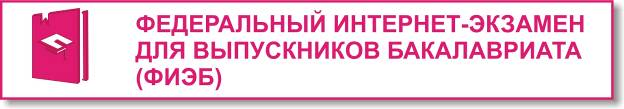 ФЕДЕРАЛЬНЫЙ ИНТЕРНЕТ-ЭКЗАМЕН
ДЛЯ ВЫПУСКНИКОВ БАКАЛАВРИАТА
(ФИЭБ)